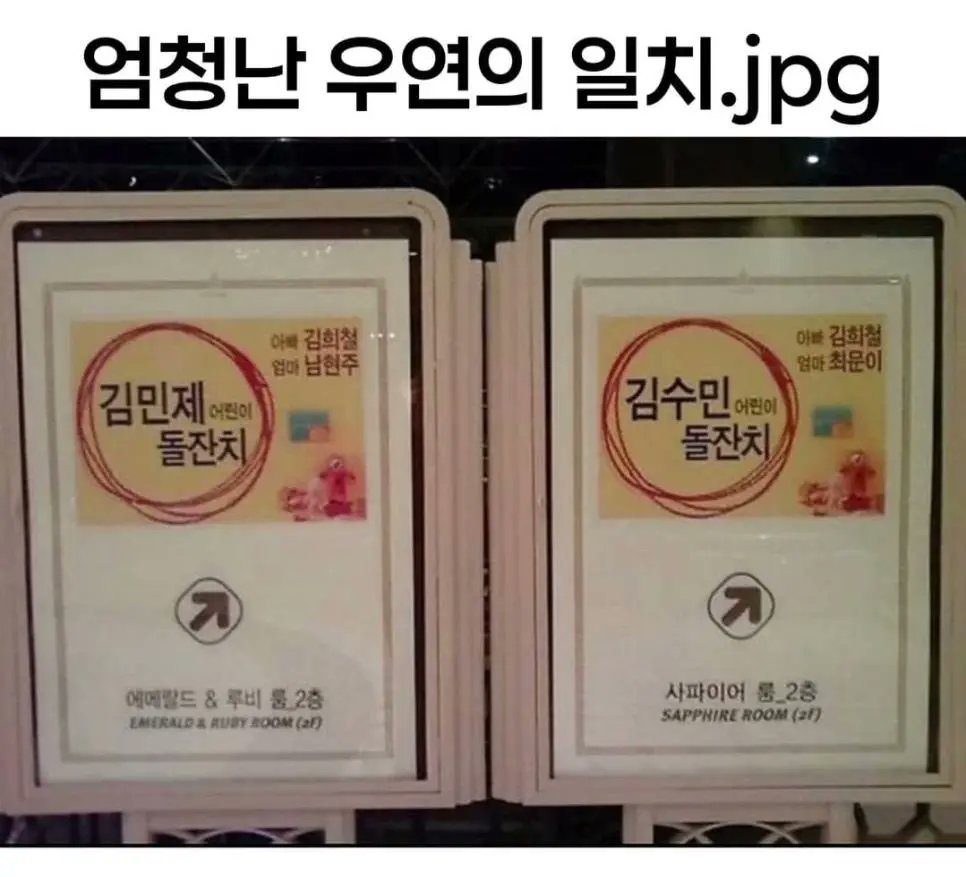 엄청난 우연의 일치.jpg
아빠 김희철
엄마 남현주
김민제 어린이
돌잔치
에메랄드 & 루비 룸_2층
EMERALD & RUBY ROOM (2F)
아빠 김희철
엄마 최문이
김수민 어린이
돌잔치
사파이어 룸_2층
SAPPHIRE ROOM (2F)